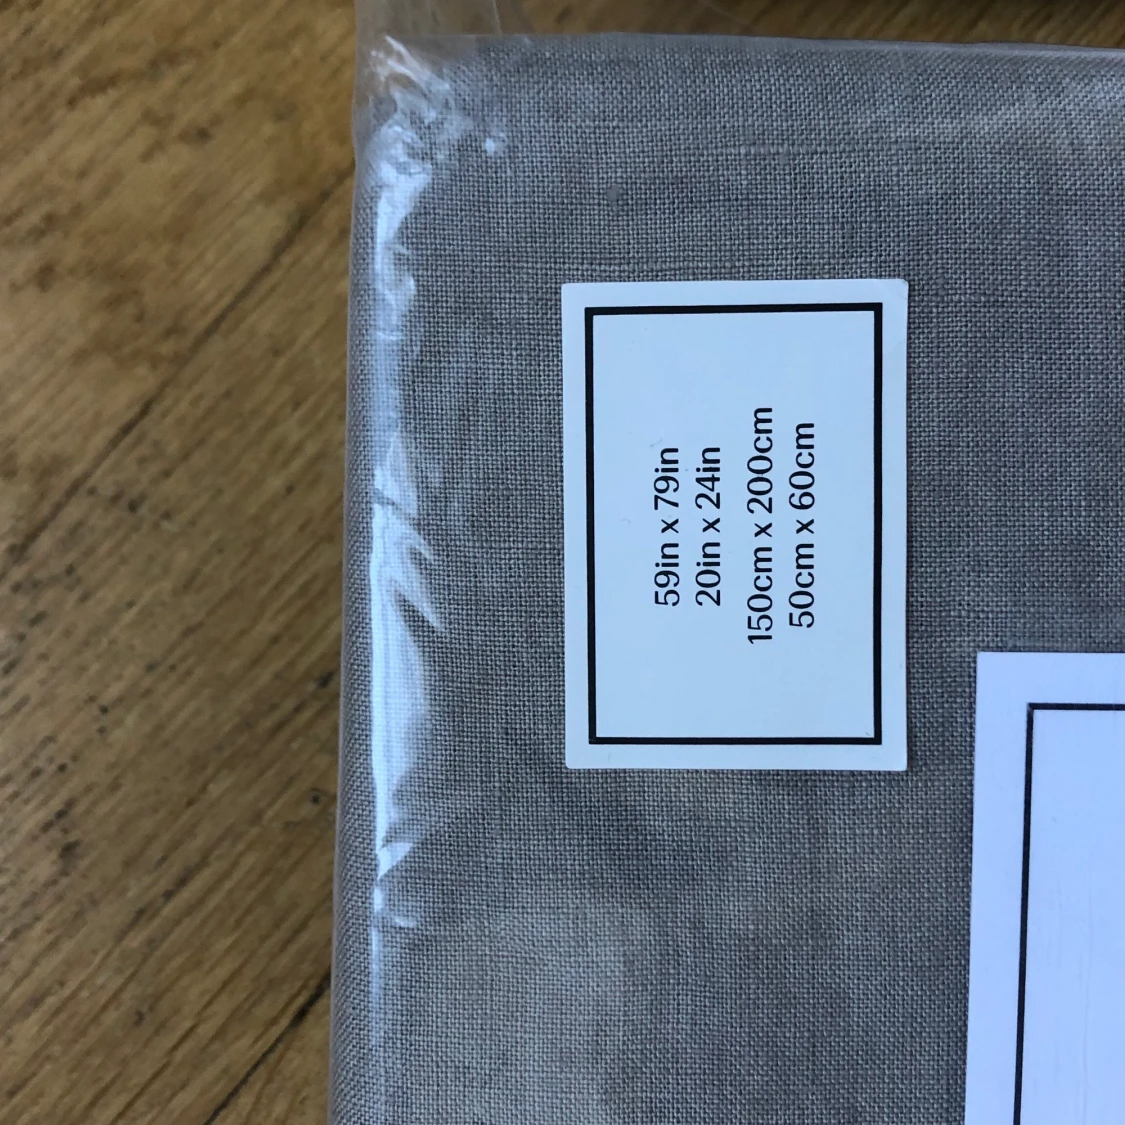 59in x 79in
20in x 24in
150cm x 200cm
50cm x 60cm